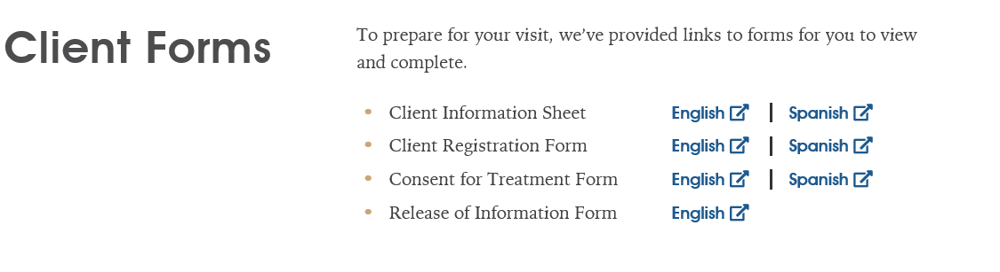 Client Forms
To prepare for your visit, we’ve provided links to forms for you to view
and complete.
• Client Information Sheet English | Spanish
• Client Registration Form English | Spanish
• Consent for Treatment Form English | Spanish
• Release of Information Form English